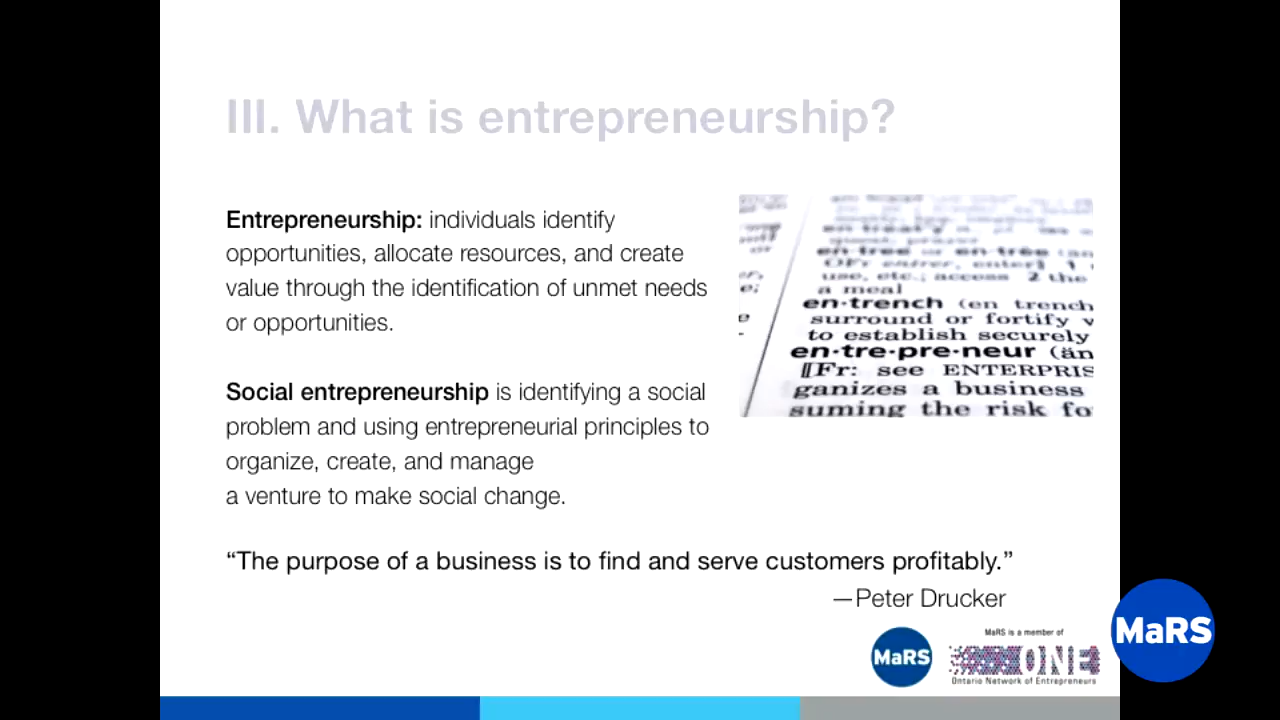 III. What is entrepreneurship?
Entrepreneurship: individuals identify
opportunities, allocate resources, and create
value through the identification of unmet needs
or opportunities.
Social entrepreneurship is identifying a social
problem and using entrepreneurial principles to
organize, create, and manage
a venture to make social change.
“The purpose of a business is to find and serve customers profitably.”
—Peter Drucker
a meal
en·trench (en trench
surround or fortify
to establish securely
en·tre·pre·neur (än
[Fr: see ENTERPRIS
ganizes a business
suming the risk fo
MaRS
MaRS is a member of
ONE
Ontario Network of Entrepreneurs
MaRS